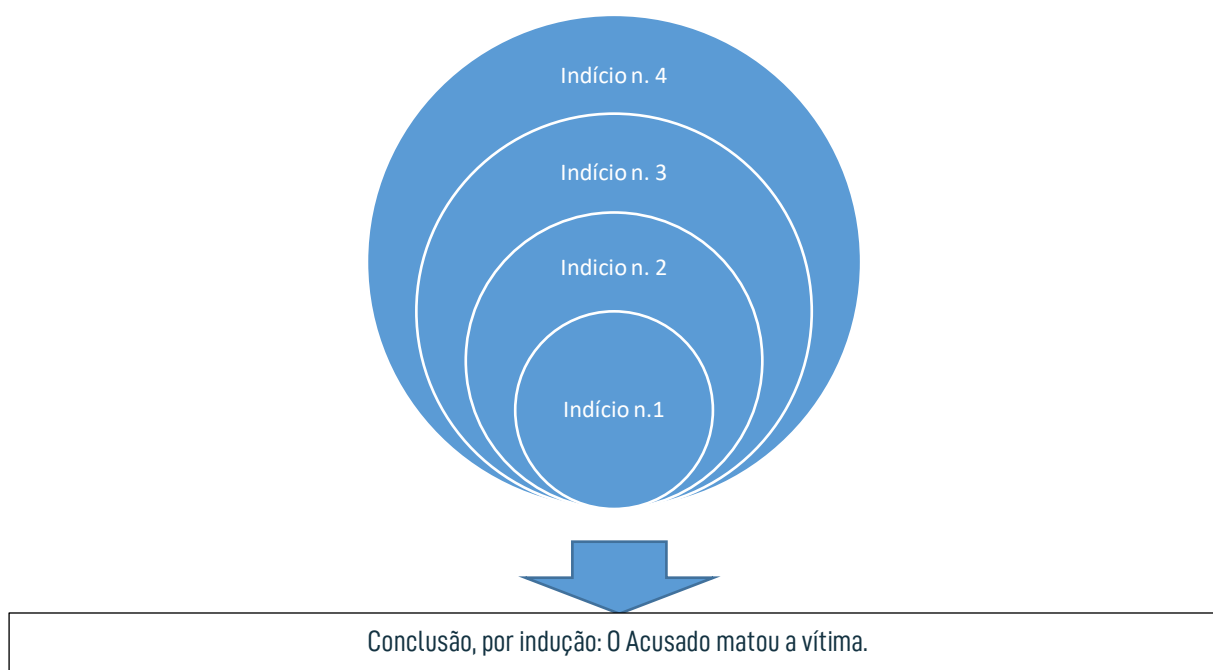 Indício n. 4
Indício n. 3
Indicio n. 2
Indício n.1
Conclusão, por indução: O Acusado matou a vítima.